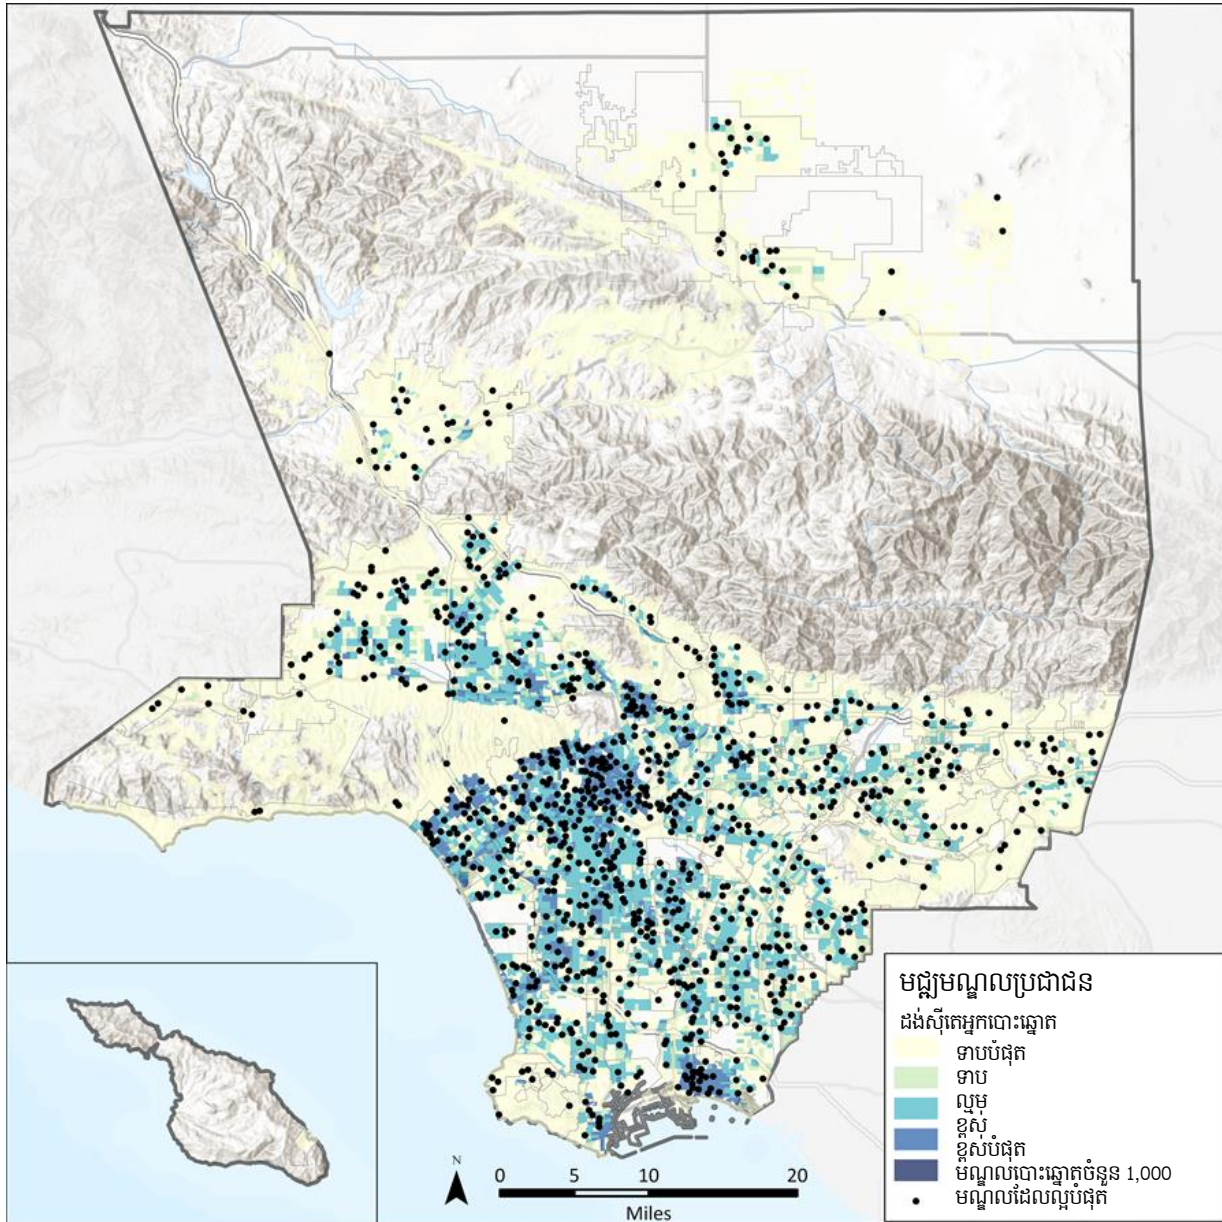 មជ្ឈមណ្ឌលប្រជាជន
ដង់ស៊ីតេអ្នកបោះឆ្នោត
ទាបបំផុត
ទាប
ល្មម
ខ្ពស់
ខ្ពស់បំផុត
មណ្ឌលបោះឆ្នោតចំនួន 1,000
មណ្ឌលដែលល្អបំផុត
N
0 5 10 20
Miles